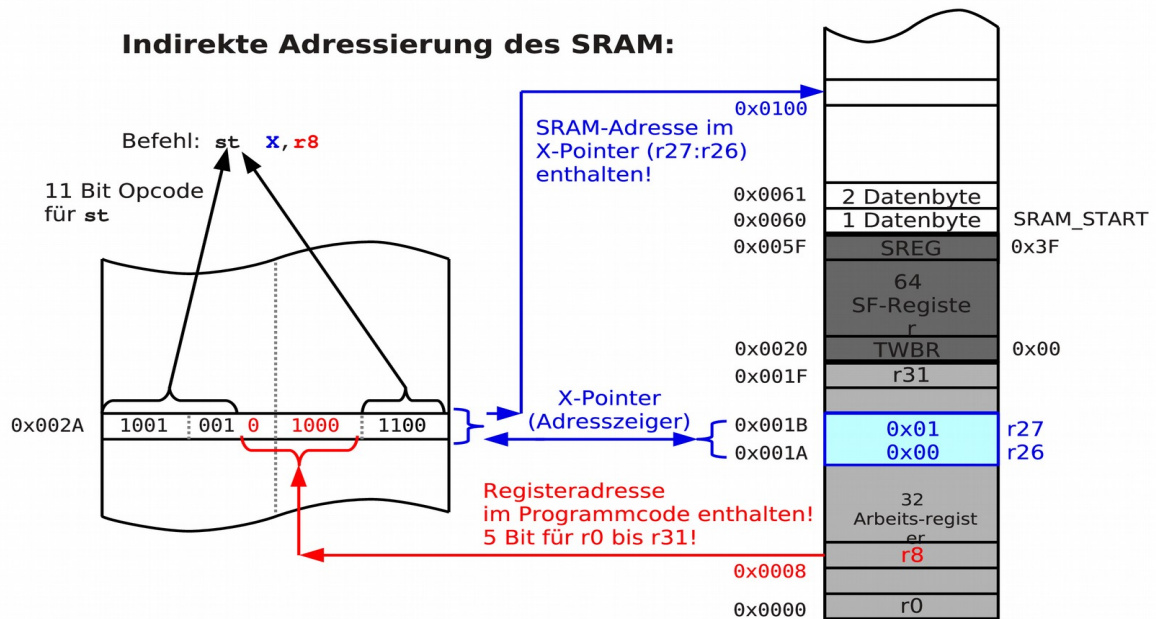 Indirekte Adressierung des SRAM:
Befehl: st X,r8
11 Bit Opcode
für st
0x002A
1001 001 0 1000 1100
0x0100
SRAM-Adresse im
X-Pointer (r27:r26)
enthalten!
X-Pointer
(Adresszeiger)
Registeradresse
im Programmcode enthalten!
5 Bit für r0 bis r31!
0x0061 2 Datenbyte
0x0060 1 Datenbyte SRAM_START
0x005F SREG 0x3F
64
SF-Registe
r
0x0020 TWBR 0x00
0x001F r31
0x001B 0x01 r27
0x001A 0x00 r26
32
Arbeits-regist
er
r8
0x0008
0x0000 r0